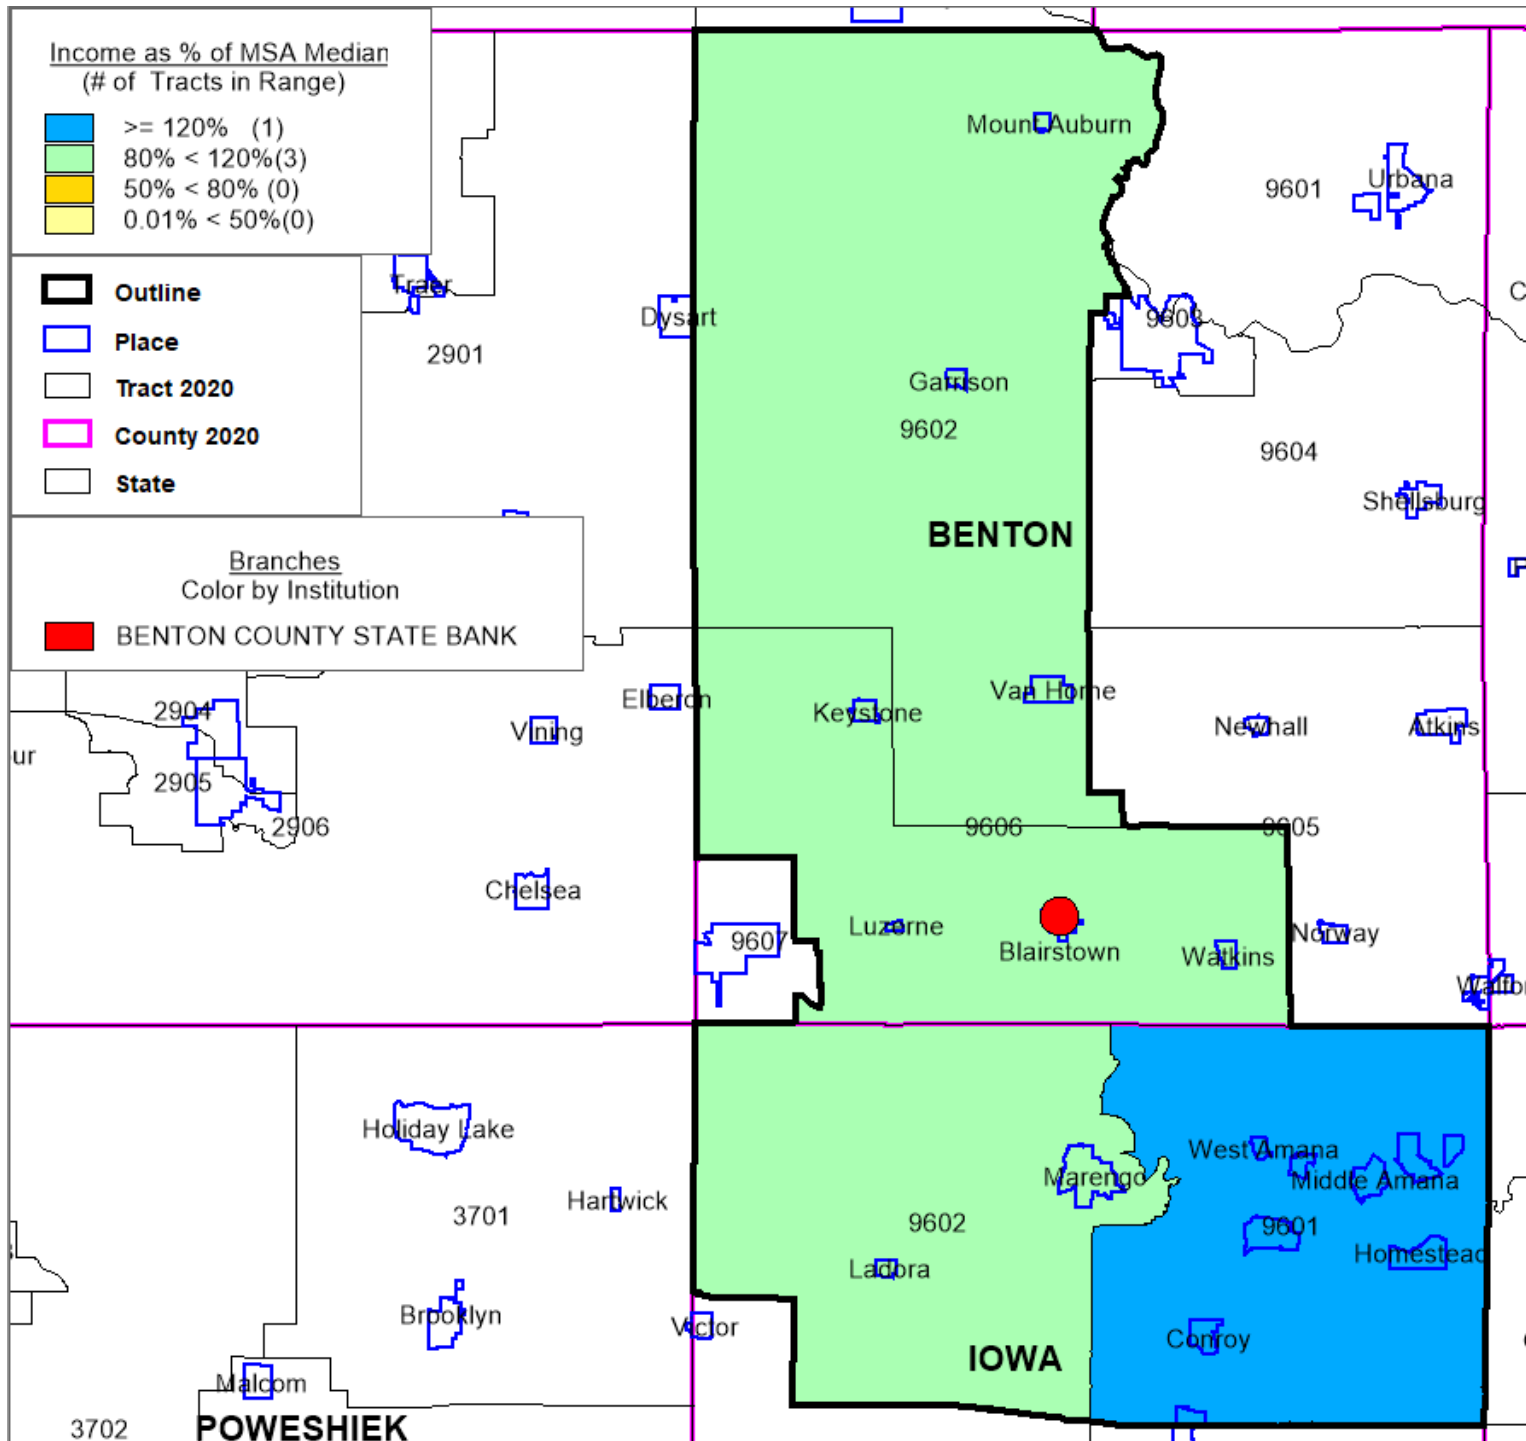 Income as % of MSA Median
(# of Tracts in Range)
>= 120% (1)
80% < 120%(3)
50% < 80% (0)
0.01% < 50%(0)
Outline
Place
Tract 2020
County 2020
State
Branches
Color by Institution
BENTON COUNTY STATE BANK
Mount Auburn
9601
Urbana
Traer
Dysart
9603
2901
Garrison
9602
9604
Shellsburg
BENTON
Elberon
Keystone
Van Horne
2904
Vining
Newhall
Atkins
ur
2905
2906
9606
9605
Chelsea
Luzerne
9607
Blairstown
Watkins
Norway
Walfor
Holiday Lake
West Amana
Marengo
Middle Amana
Hartwick
3701
9602
9601
Homestead
Ladora
Brooklyn
Victor
Conroy
IOWA
Malcom
3702
POWESHIEK